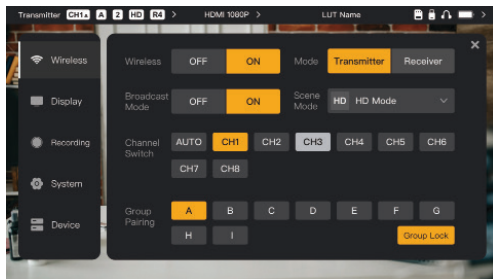 Transmitter CH1 A 2 HD R4 > HDMI 1080P > LUT Name
Wireless
Display
Recording
System
Device
Wireless OFF ON Mode Transmitter Receiver
Broadcast Mode OFF ON Scene Mode HD HD Mode
Channel Switch AUTO CH1 CH2 CH3 CH4 CH5 CH6
CH7 CH8
Group Pairing A B C D E F G
H I Group Lock